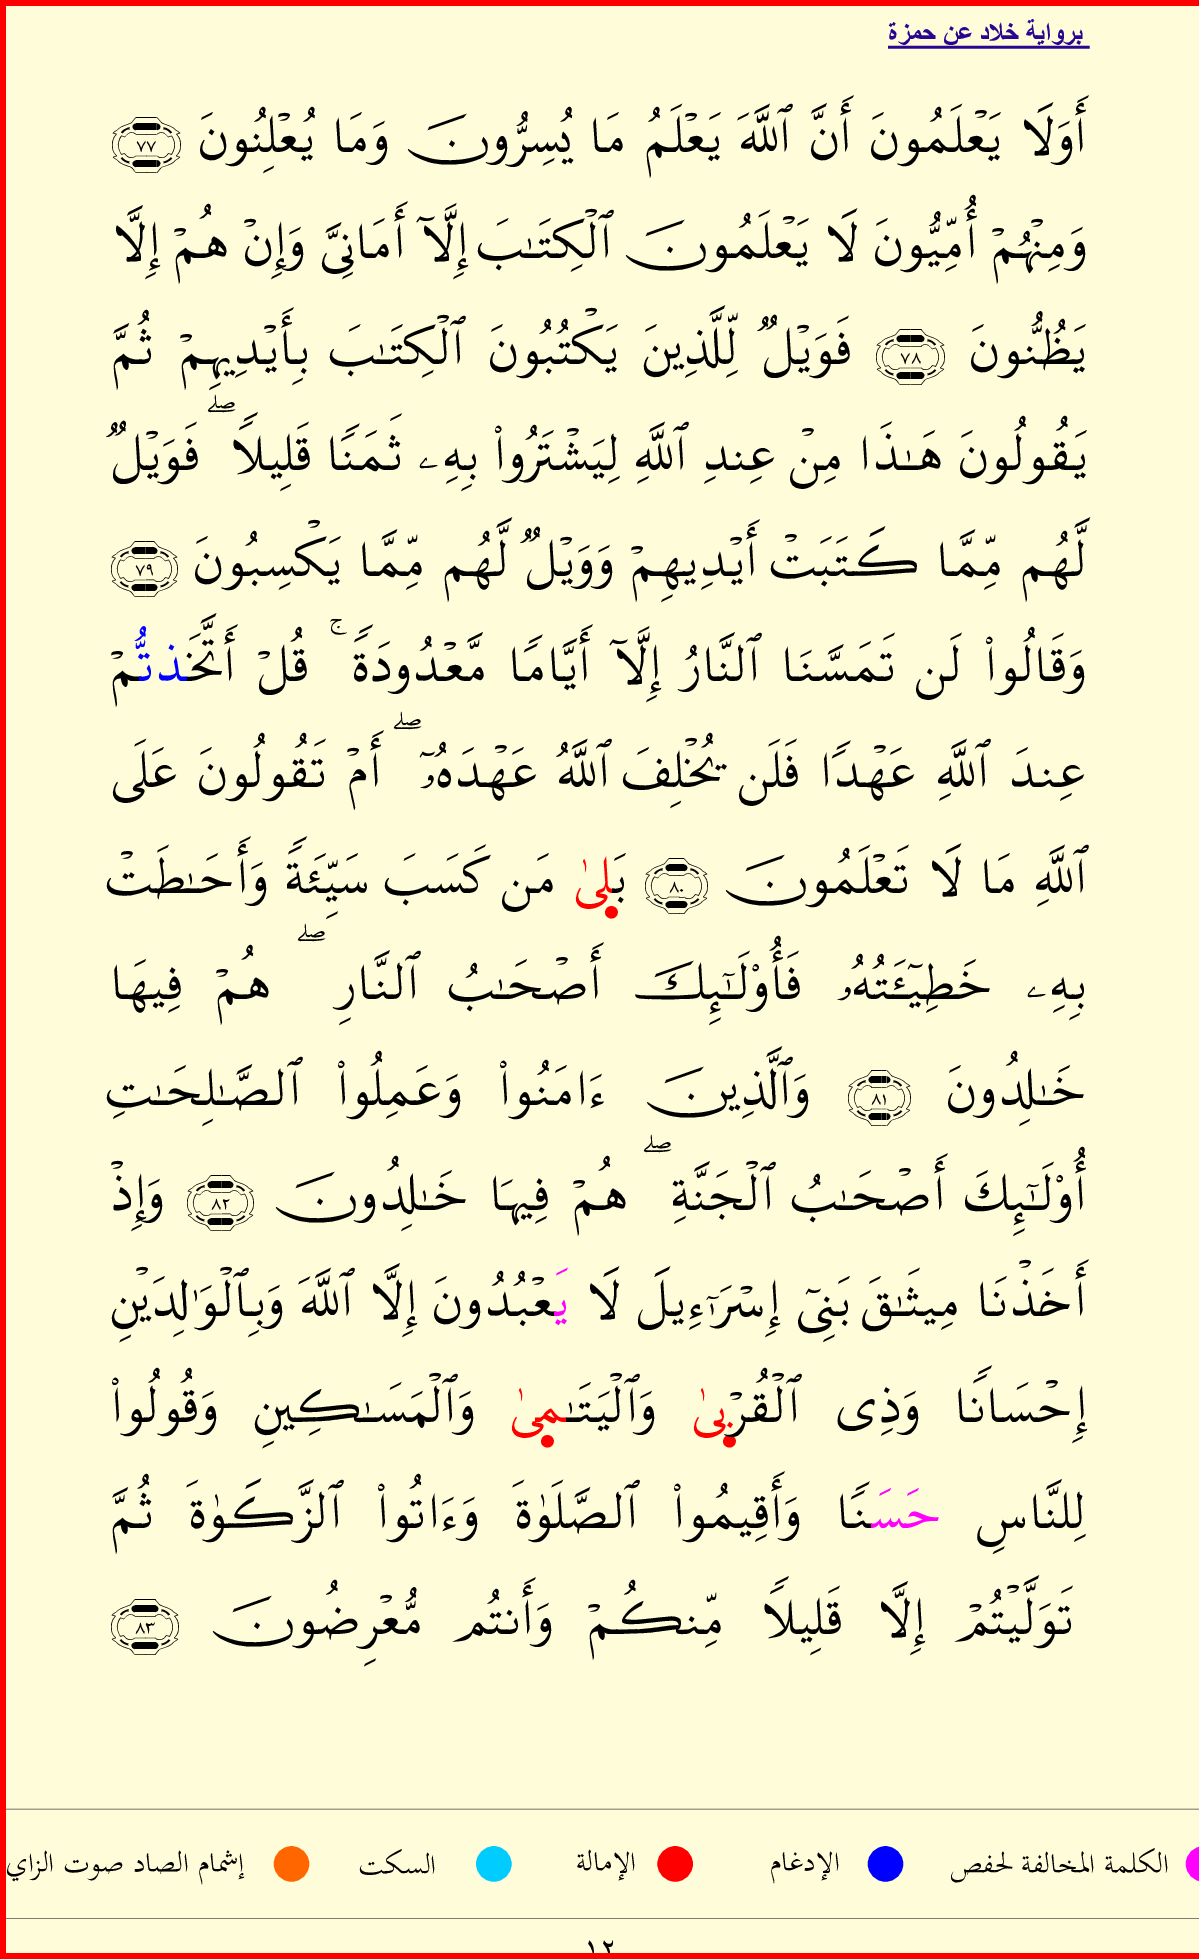 برواية خلاد عن حمزة
أَوَلَا يَعۡلَمُونَ أَنَّ ٱللَّهَ يَعۡلَمُ مَا يُسِرُّونَ وَمَا يُعۡلِنُونَ ٧٧
وَمِنۡهُمۡ أُمِّيُّونَ لَا يَعۡلَمُونَ ٱلۡكِتَٰبَ إِلَّآ أَمَانِيَّ وَإِنۡ هُمۡ إِلَّا
يَظُنُّونَ ٧٨ فَوَيۡلٞ لِّلَّذِينَ يَكۡتُبُونَ ٱلۡكِتَٰبَ بِأَيۡدِيهِمۡ ثُمَّ
يَقُولُونَ هَٰذَا مِنۡ عِندِ ٱللَّهِ لِيَشۡتَرُواْ بِهِۦ ثَمَنٗا قَلِيلٗاۖ فَوَيۡلٞ
لَّهُم مِّمَّا كَتَبَتۡ أَيۡدِيهِمۡ وَوَيۡلٞ لَّهُم مِّمَّا يَكۡسِبُونَ ٧٩
وَقَالُواْ لَن تَمَسَّنَا ٱلنَّارُ إِلَّآ أَيَّامٗا مَّعۡدُودَةٗۚ قُلۡ أَتَّخَذتُّمۡ
عِندَ ٱللَّهِ عَهۡدٗا فَلَن يُخۡلِفَ ٱللَّهُ عَهۡدَهُۥٓۖ أَمۡ تَقُولُونَ عَلَى
ٱللَّهِ مَا لَا تَعۡلَمُونَ ٨٠ بَلىٰ مَن كَسَبَ سَيِّئَةٗ وَأَحَٰطَتۡ
بِهِۦ خَطِيٓـَٔتُهُۥ فَأُوْلَٰٓئِكَ أَصۡحَٰبُ ٱلنَّارِۖ هُمۡ فِيهَا
خَٰلِدُونَ ٨١ وَٱلَّذِينَ ءَامَنُواْ وَعَمِلُواْ ٱلصَّٰلِحَٰتِ
أُوْلَٰٓئِكَ أَصۡحَٰبُ ٱلۡجَنَّةِۖ هُمۡ فِيهَا خَٰلِدُونَ ٨٢ وَإِذۡ
أَخَذۡنَا مِيثَٰقَ بَنِيٓ إِسۡرَٰٓءِيلَ لَا يَعۡبُدُونَ إِلَّا ٱللَّهَ وَبِٱلۡوَٰلِدَيۡنِ
إِحۡسَانٗا وَذِي ٱلۡقُرۡبىٰ وَٱلۡيَتَٰمىٰ وَٱلۡمَسَٰكِينِ وَقُولُواْ
لِلنَّاسِ حَسَنٗا وَأَقِيمُواْ ٱلصَّلَوٰةَ وَءَاتُواْ ٱلزَّكَوٰةَ ثُمَّ
تَوَلَّيۡتُمۡ إِلَّا قَلِيلٗا مِّنكُمۡ وَأَنتُم مُّعۡرِضُونَ ٨٣
الكلمة المخالفة لحفص الإدغام الإمالة السكت إشمام الصاد صوت الزاي
١٢